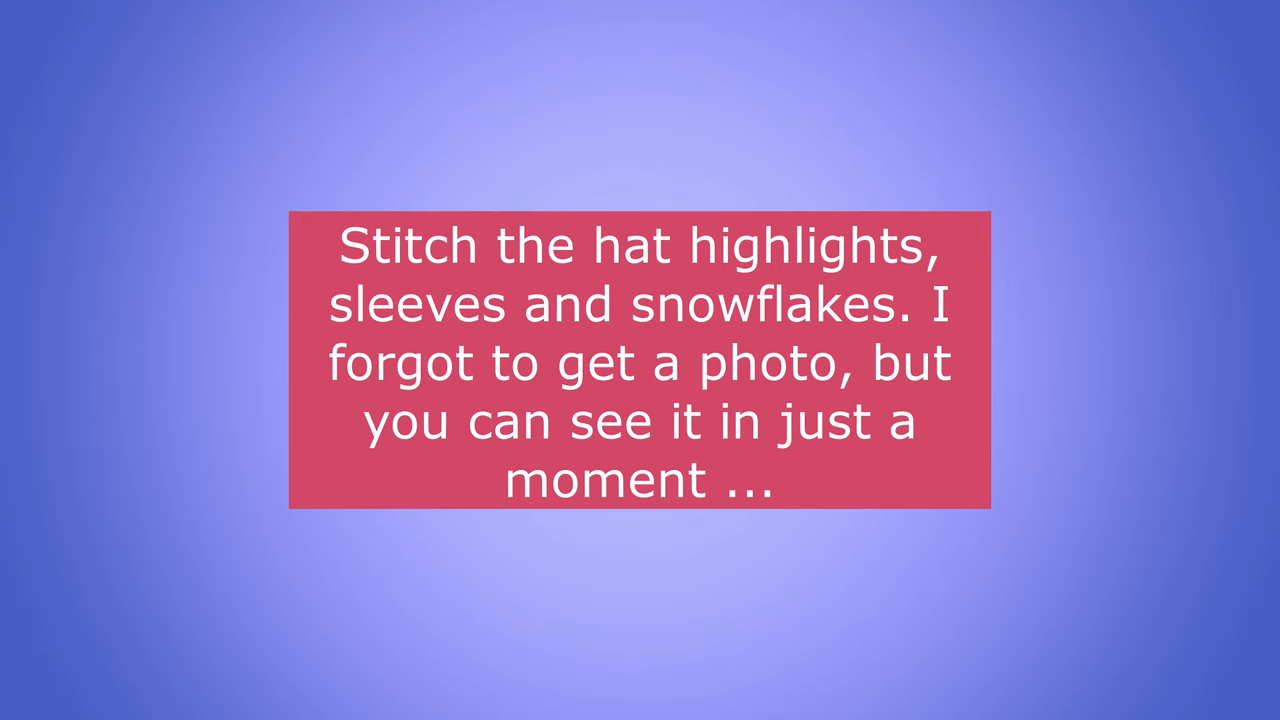 Stitch the hat highlights,
sleeves and snowflakes. I
forgot to get a photo, but
you can see it in just a
moment ...